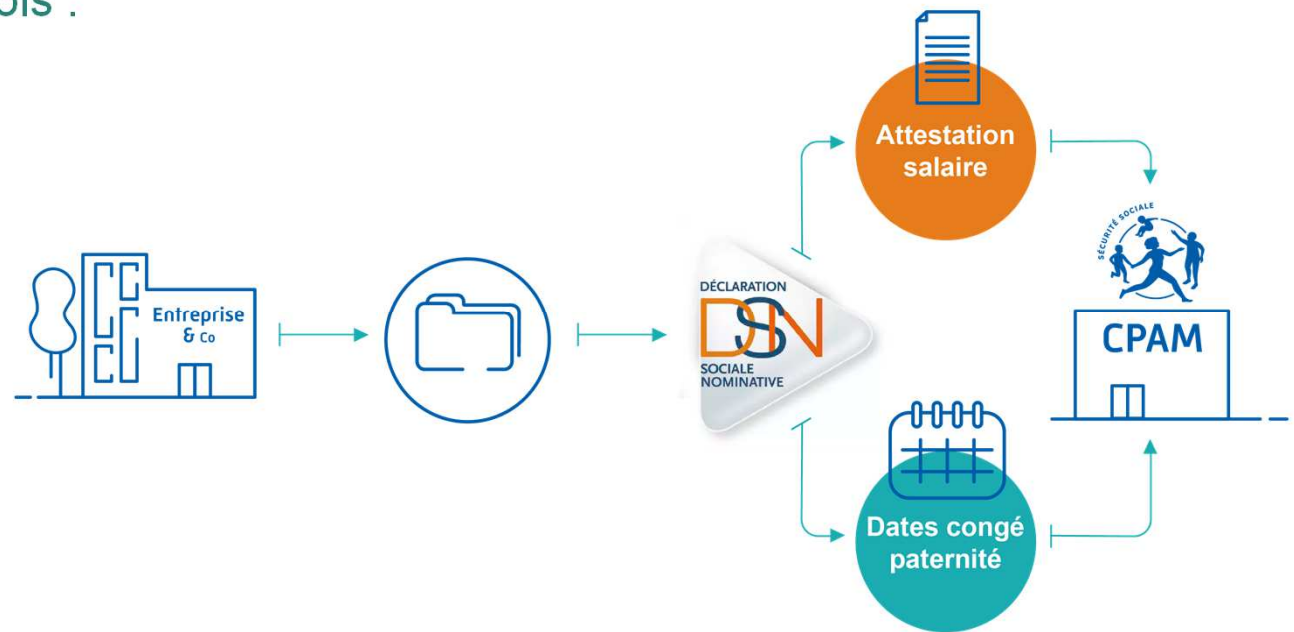 ois :
Attestation
salaire
SÉCURITÉ SOCIALE
DÉCLARATION
DSN
SOCIALE
NOMINATIVE
Entreprise
& Co
CPAM
Dates congé
paternité